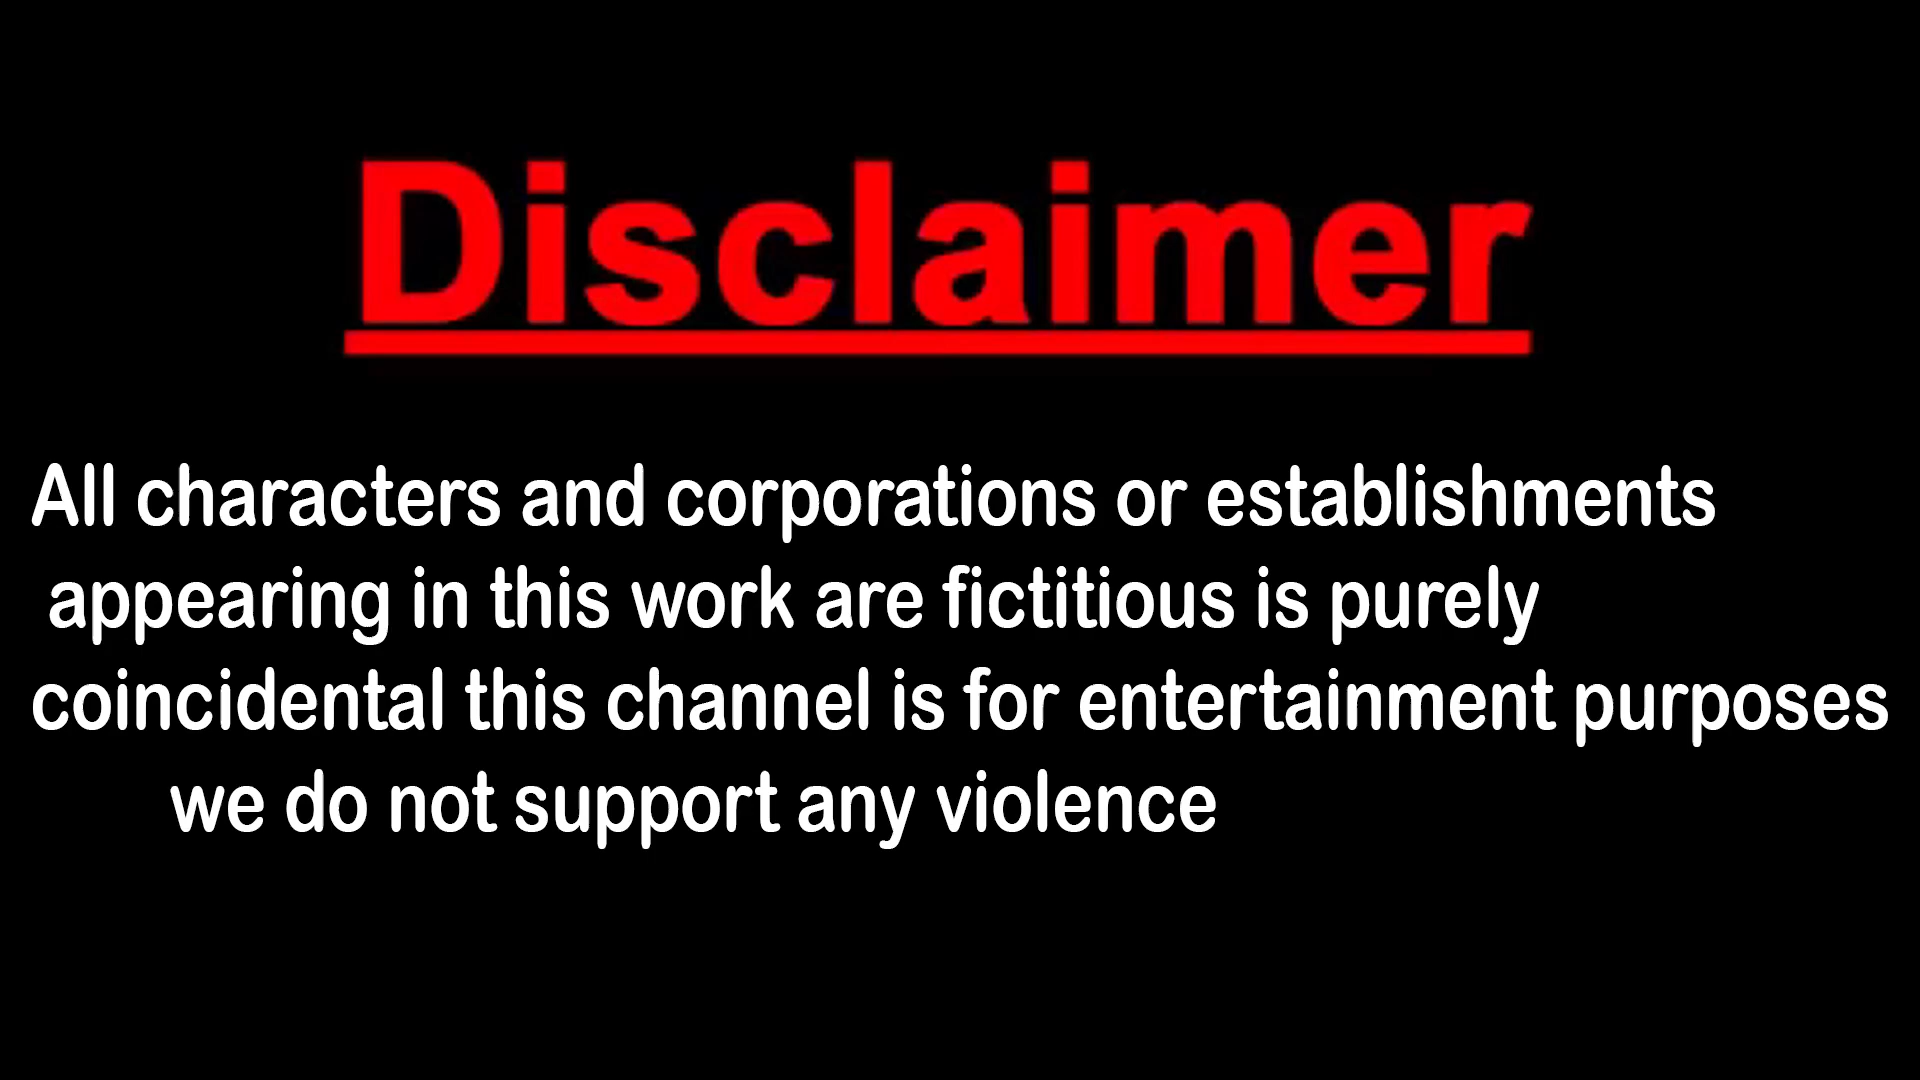 Disclaimer
All characters and corporations or establishments
appearing in this work are fictitious is purely
coincidental this channel is for entertainment purposes
we do not support any violence